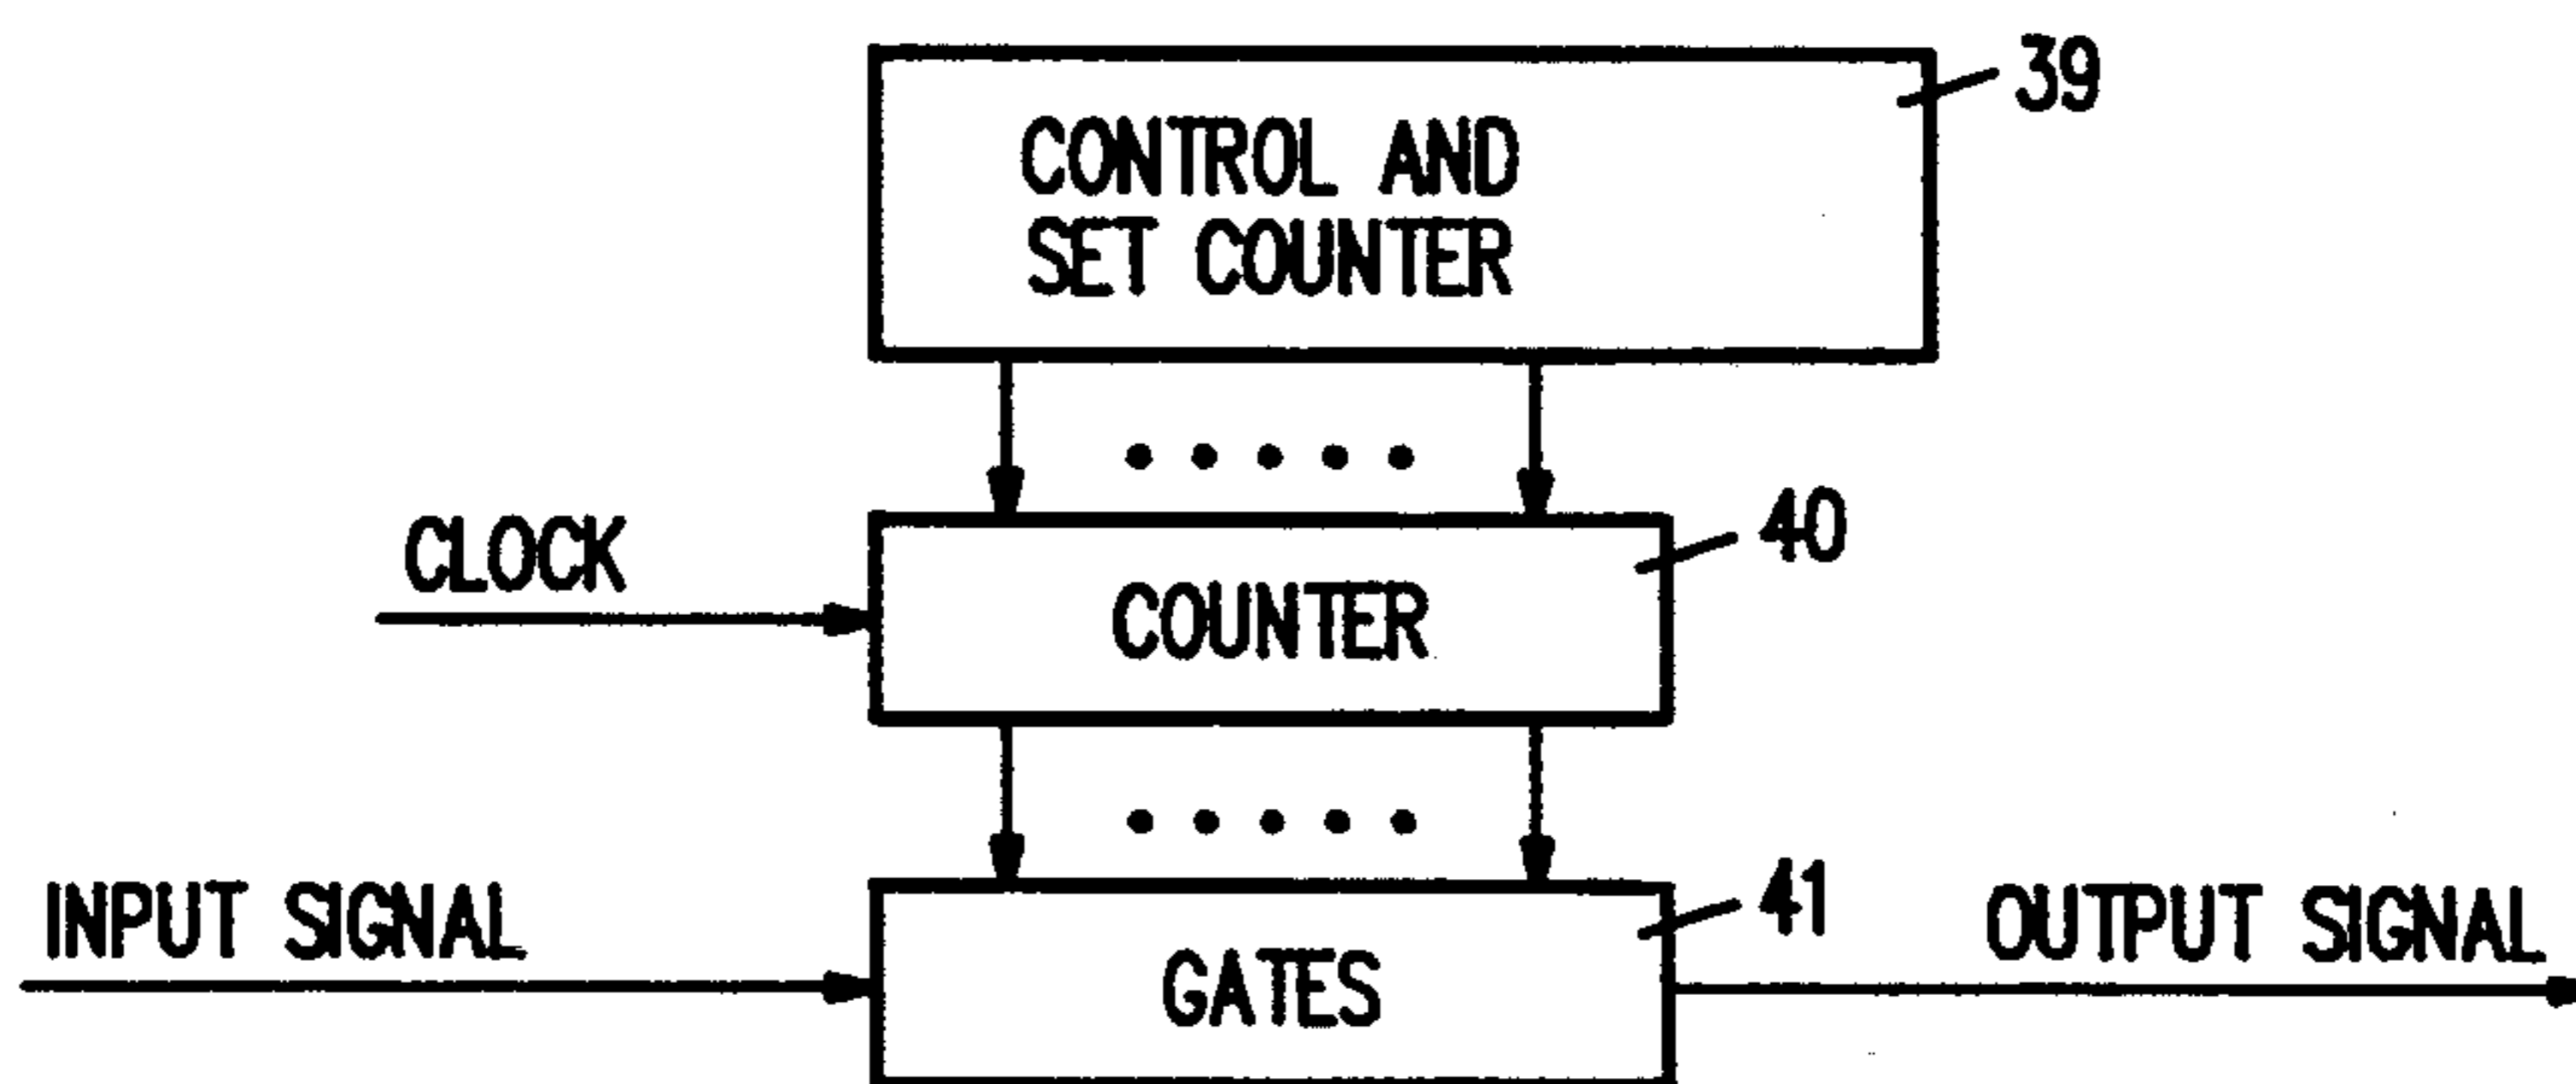 CONTROL AND
SET COUNTER
39
CLOCK
COUNTER
40
INPUT SIGNAL
GATES
41
OUTPUT SIGNAL